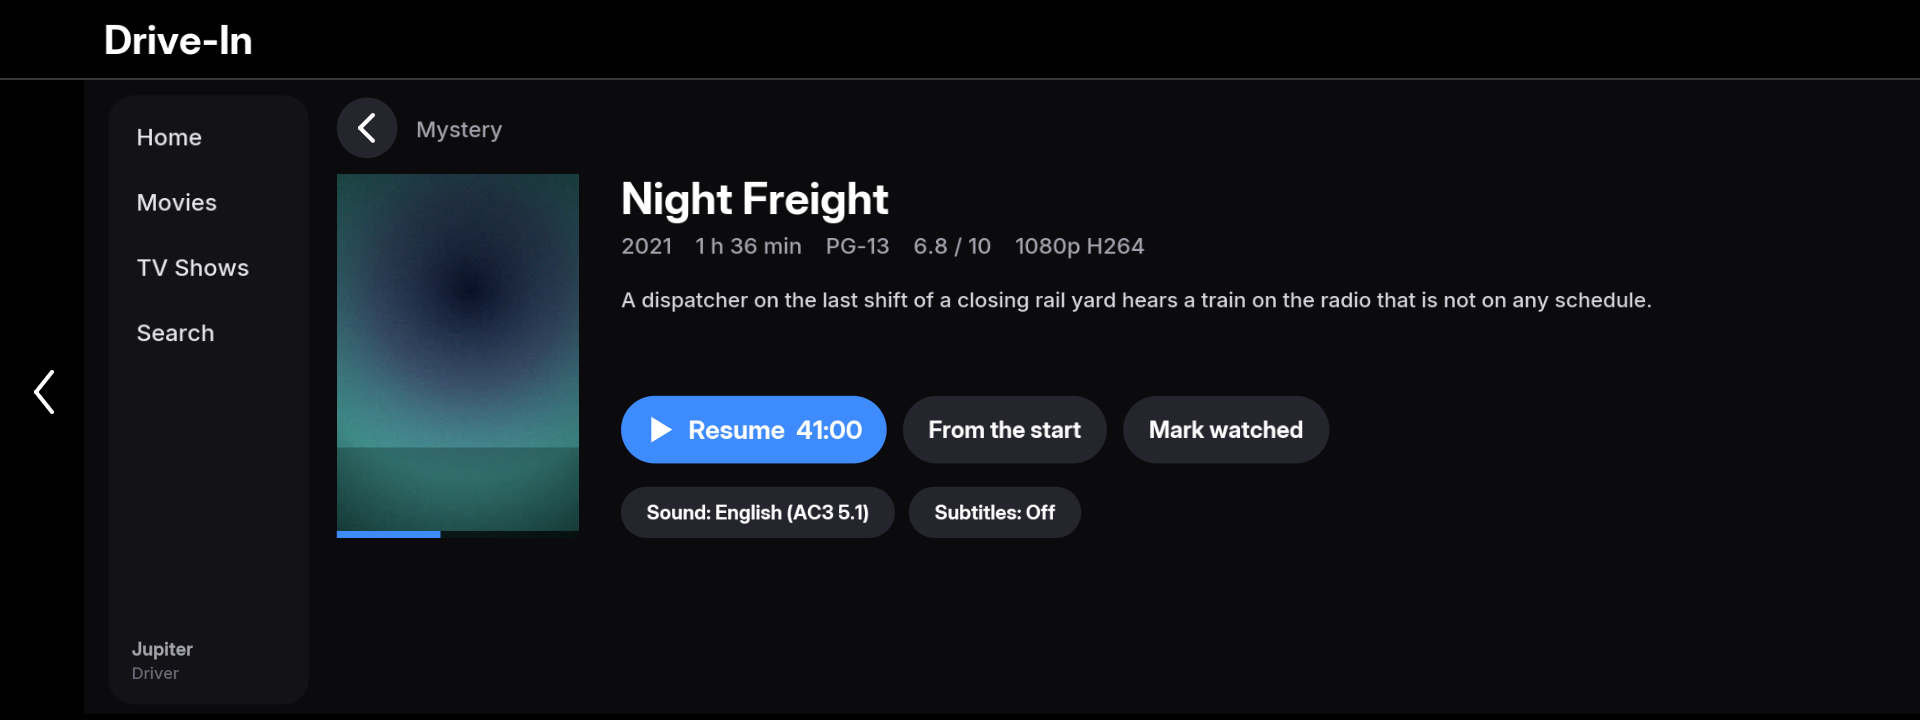 Drive-In
Home
Movies
TV Shows
Search
Jupiter
Driver
Mystery
Night Freight
2021 1 h 36 min PG-13 6.8 / 10 1080p H264
A dispatcher on the last shift of a closing rail yard hears a train on the radio that is not on any schedule.
Resume 41:00 From the start Mark watched
Sound: English (AC3 5.1) Subtitles: Off